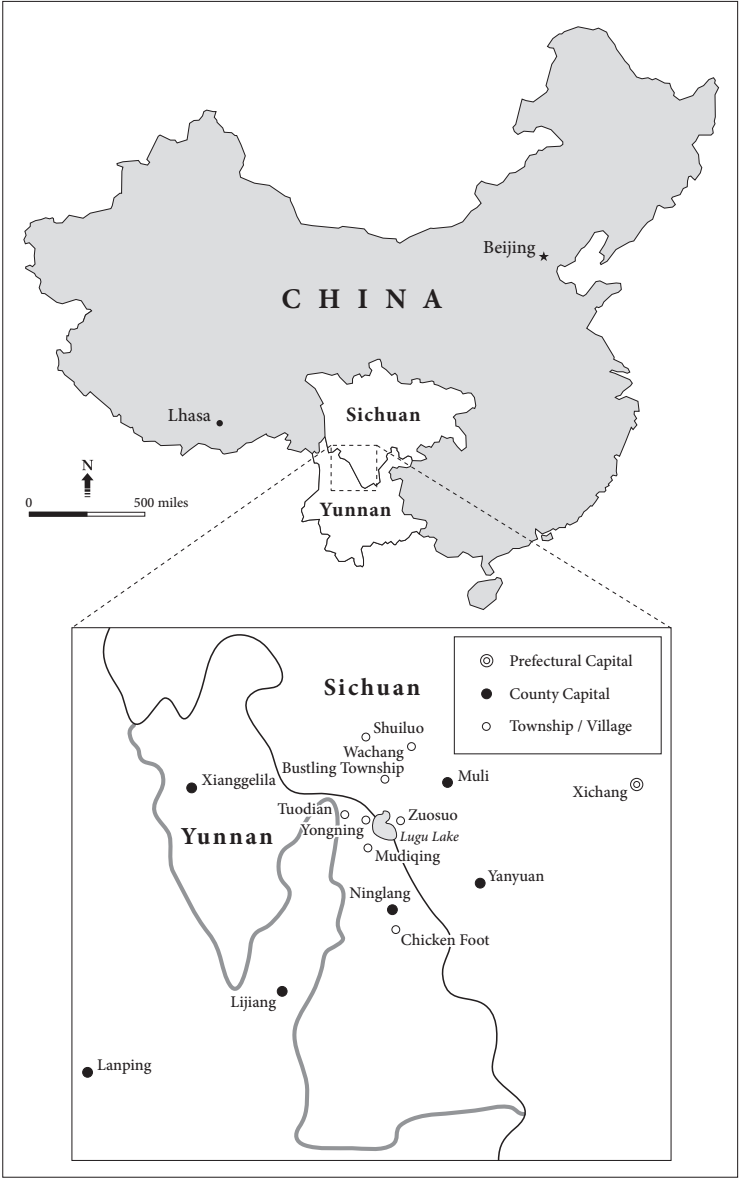 Beijing
CHINA
Lhasa
Sichuan
N
0 500 miles
Yunnan
Sichuan
Prefectural Capital
County Capital
Township / Village
Shuiluo
Wachang
Bustling Township
Muli
Xianggelila
Xichang
Tuodian
Zuosuo
Yongning
Lugu Lake
Yunnan
Mudiqing
Yanyuan
Ninglang
Chicken Foot
Lijiang
Lanping